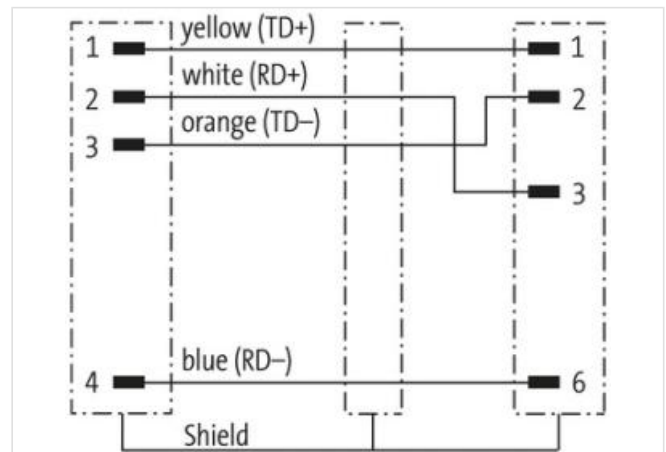 1 yellow (TD+) 1
2 white (RD+) 2
3 orange (TD–)
3
4 blue (RD–) 6
Shield